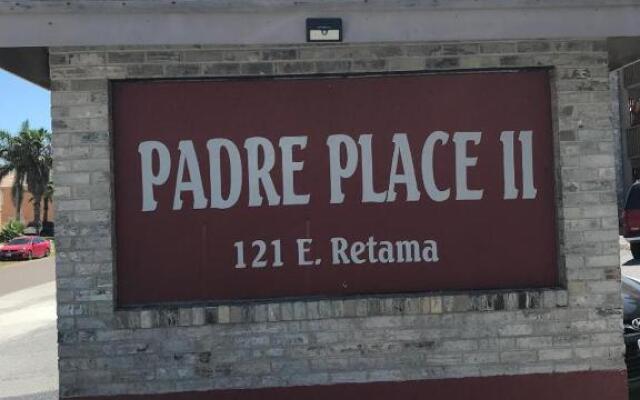 PADRE PLACE II
121 E. Retama